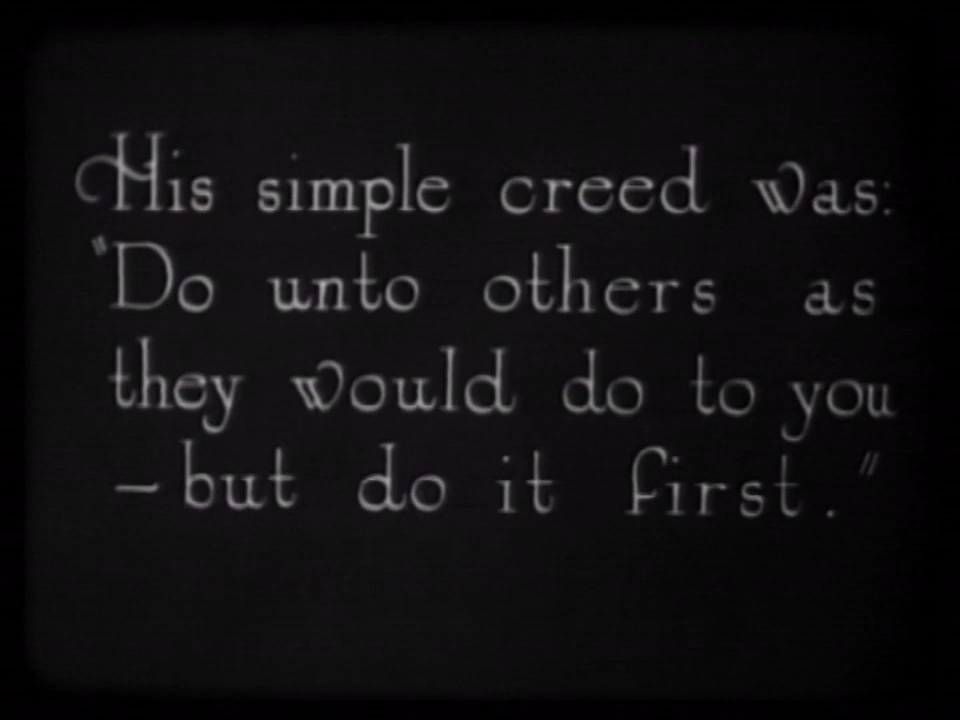 His simple creed was:
"Do unto others as
they would do to you
– but do it first."